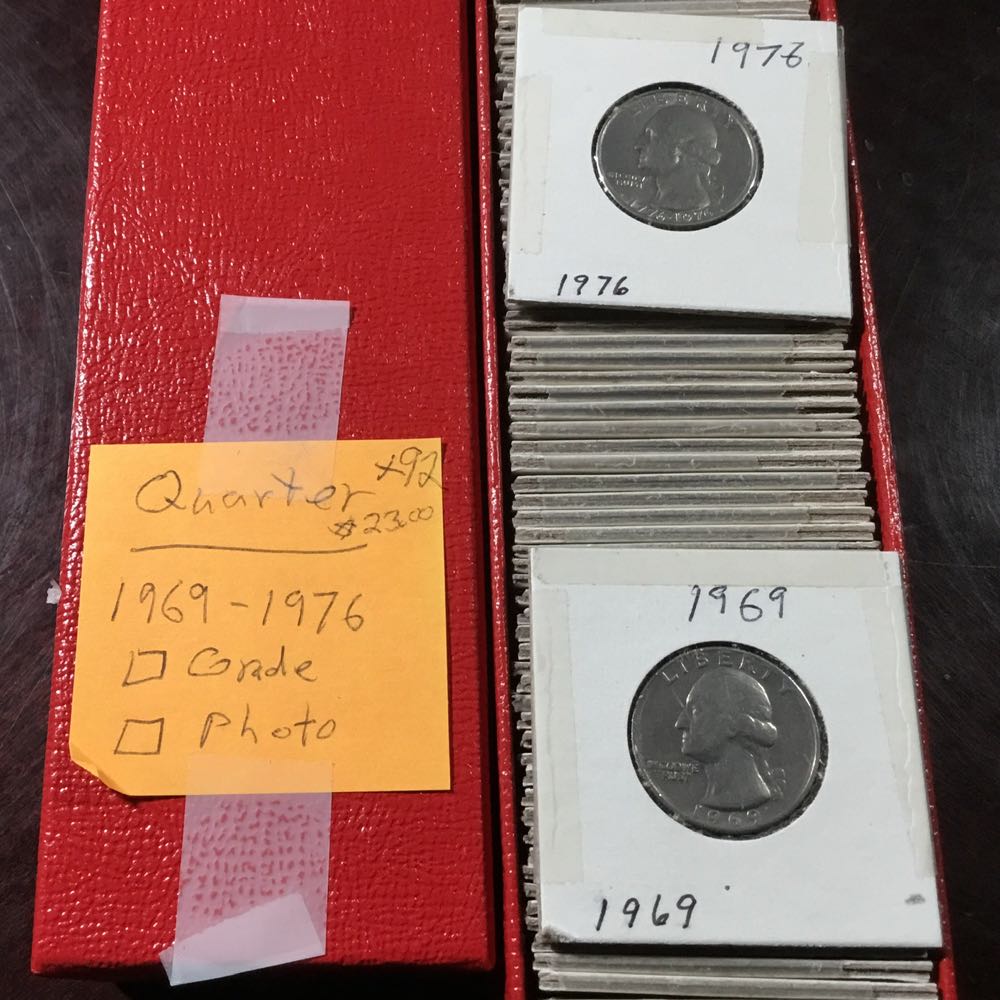 Quarter x92
$23.00
1969-1976
Grade
Photo
1976
LIBERTY
1776-1976
1976
1969
LIBERTY
IN GOD WE
TRUST
1969
1969